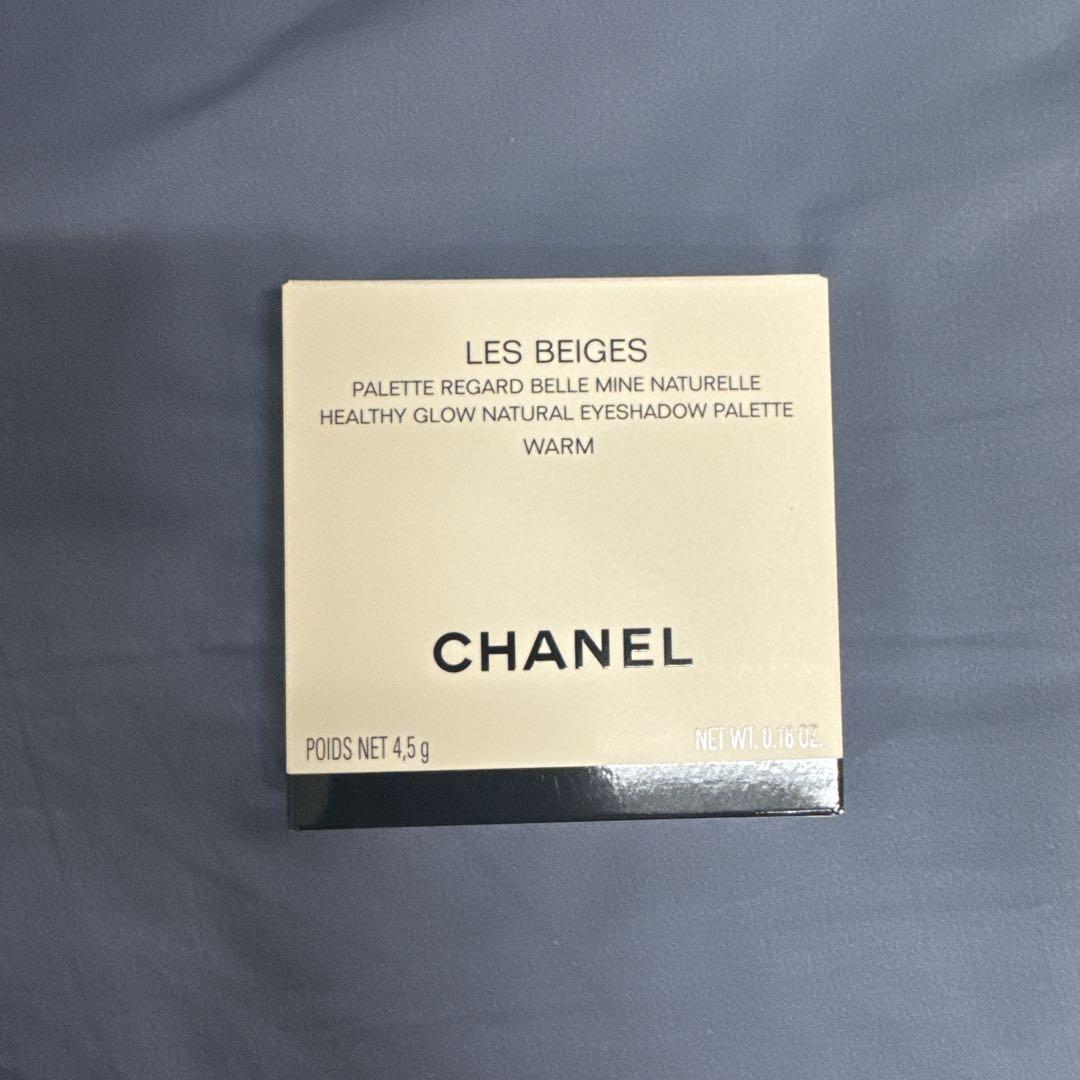 LES BEIGES
PALETTE REGARD BELLE MINE NATURELLE
HEALTHY GLOW NATURAL EYESHADOW PALETTE
WARM
CHANEL
POIDS NET 4,5 g NET WT. 0.16 OZ.